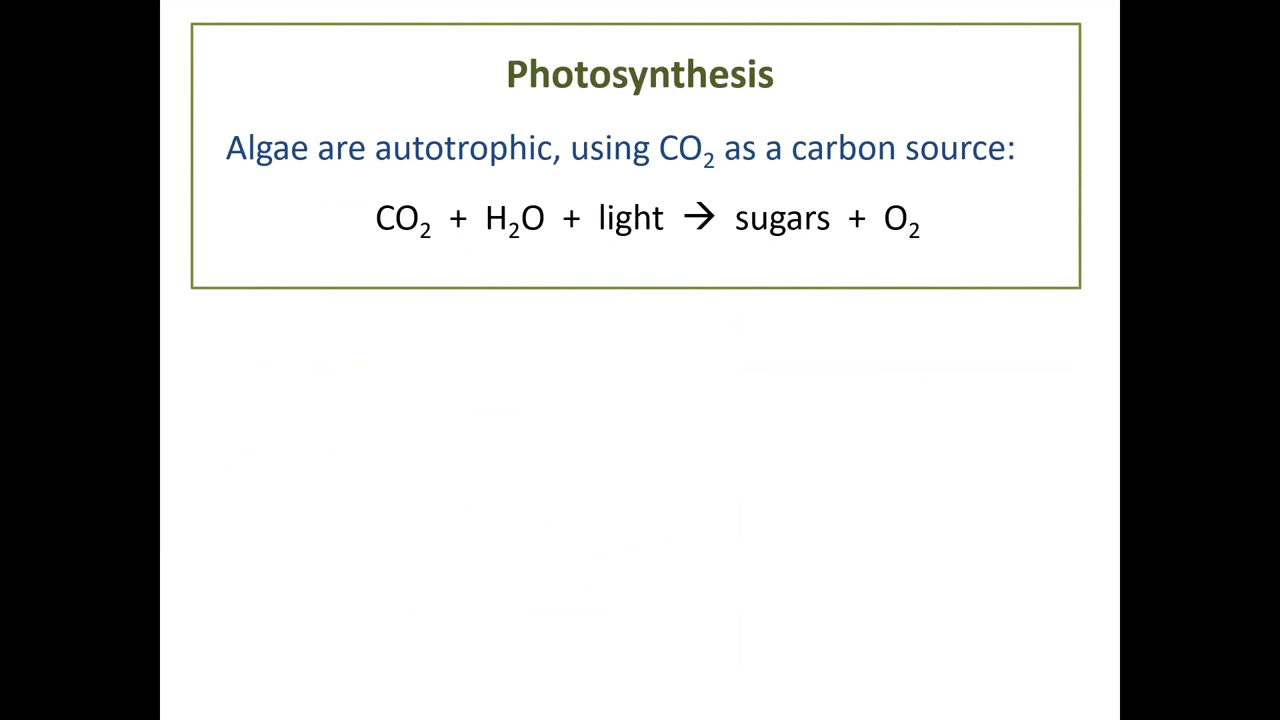 Photosynthesis
Algae are autotrophic, using CO₂ as a carbon source:
CO₂ + H₂O + light → sugars + O₂